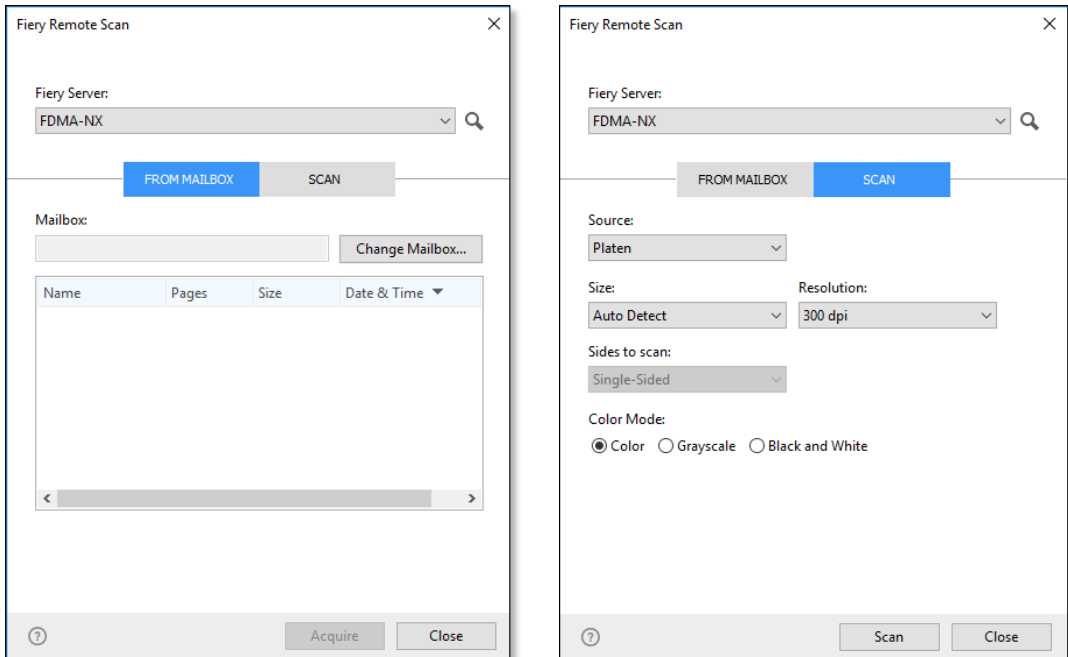 Fiery Remote Scan
Fiery Server:
FDMA-NX
FROM MAILBOX
SCAN
Mailbox:
Change Mailbox...
Name Pages Size Date & Time
?
Acquire
Close
Fiery Remote Scan
Fiery Server:
FDMA-NX
FROM MAILBOX
SCAN
Source:
Platen
Size: Resolution:
Auto Detect 300 dpi
Sides to scan:
Single-Sided
Color Mode:
Color Grayscale Black and White
?
Scan
Close